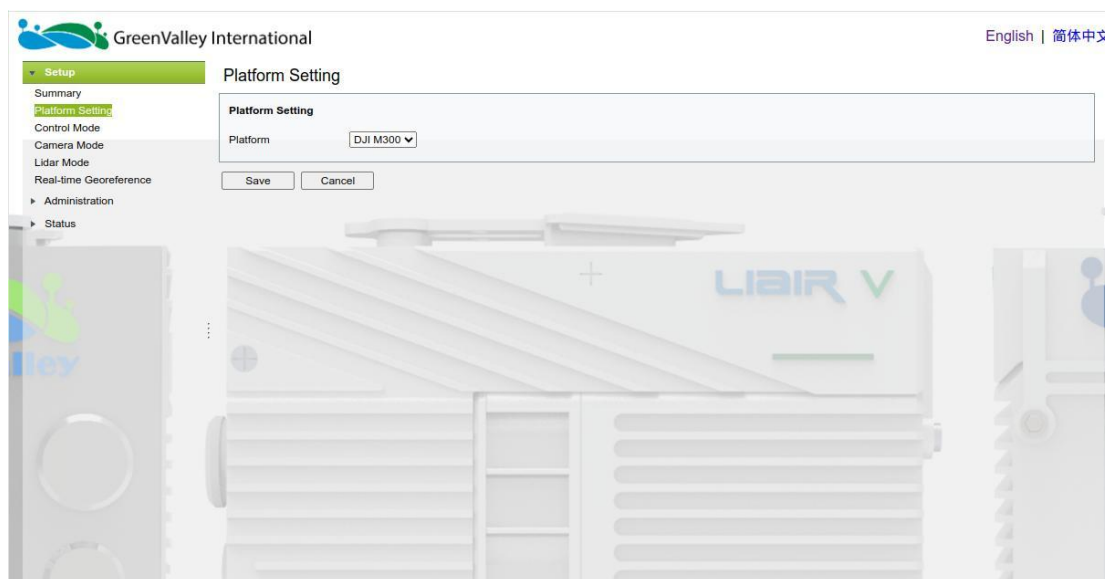 GreenValley International
English | 简体中文
Setup
Summary
Platform Setting
Control Mode
Camera Mode
Lidar Mode
Real-time Georeference
Administration
Status
Platform Setting
Platform Setting
Platform DJI M300
Save Cancel
LIAIR V
lley